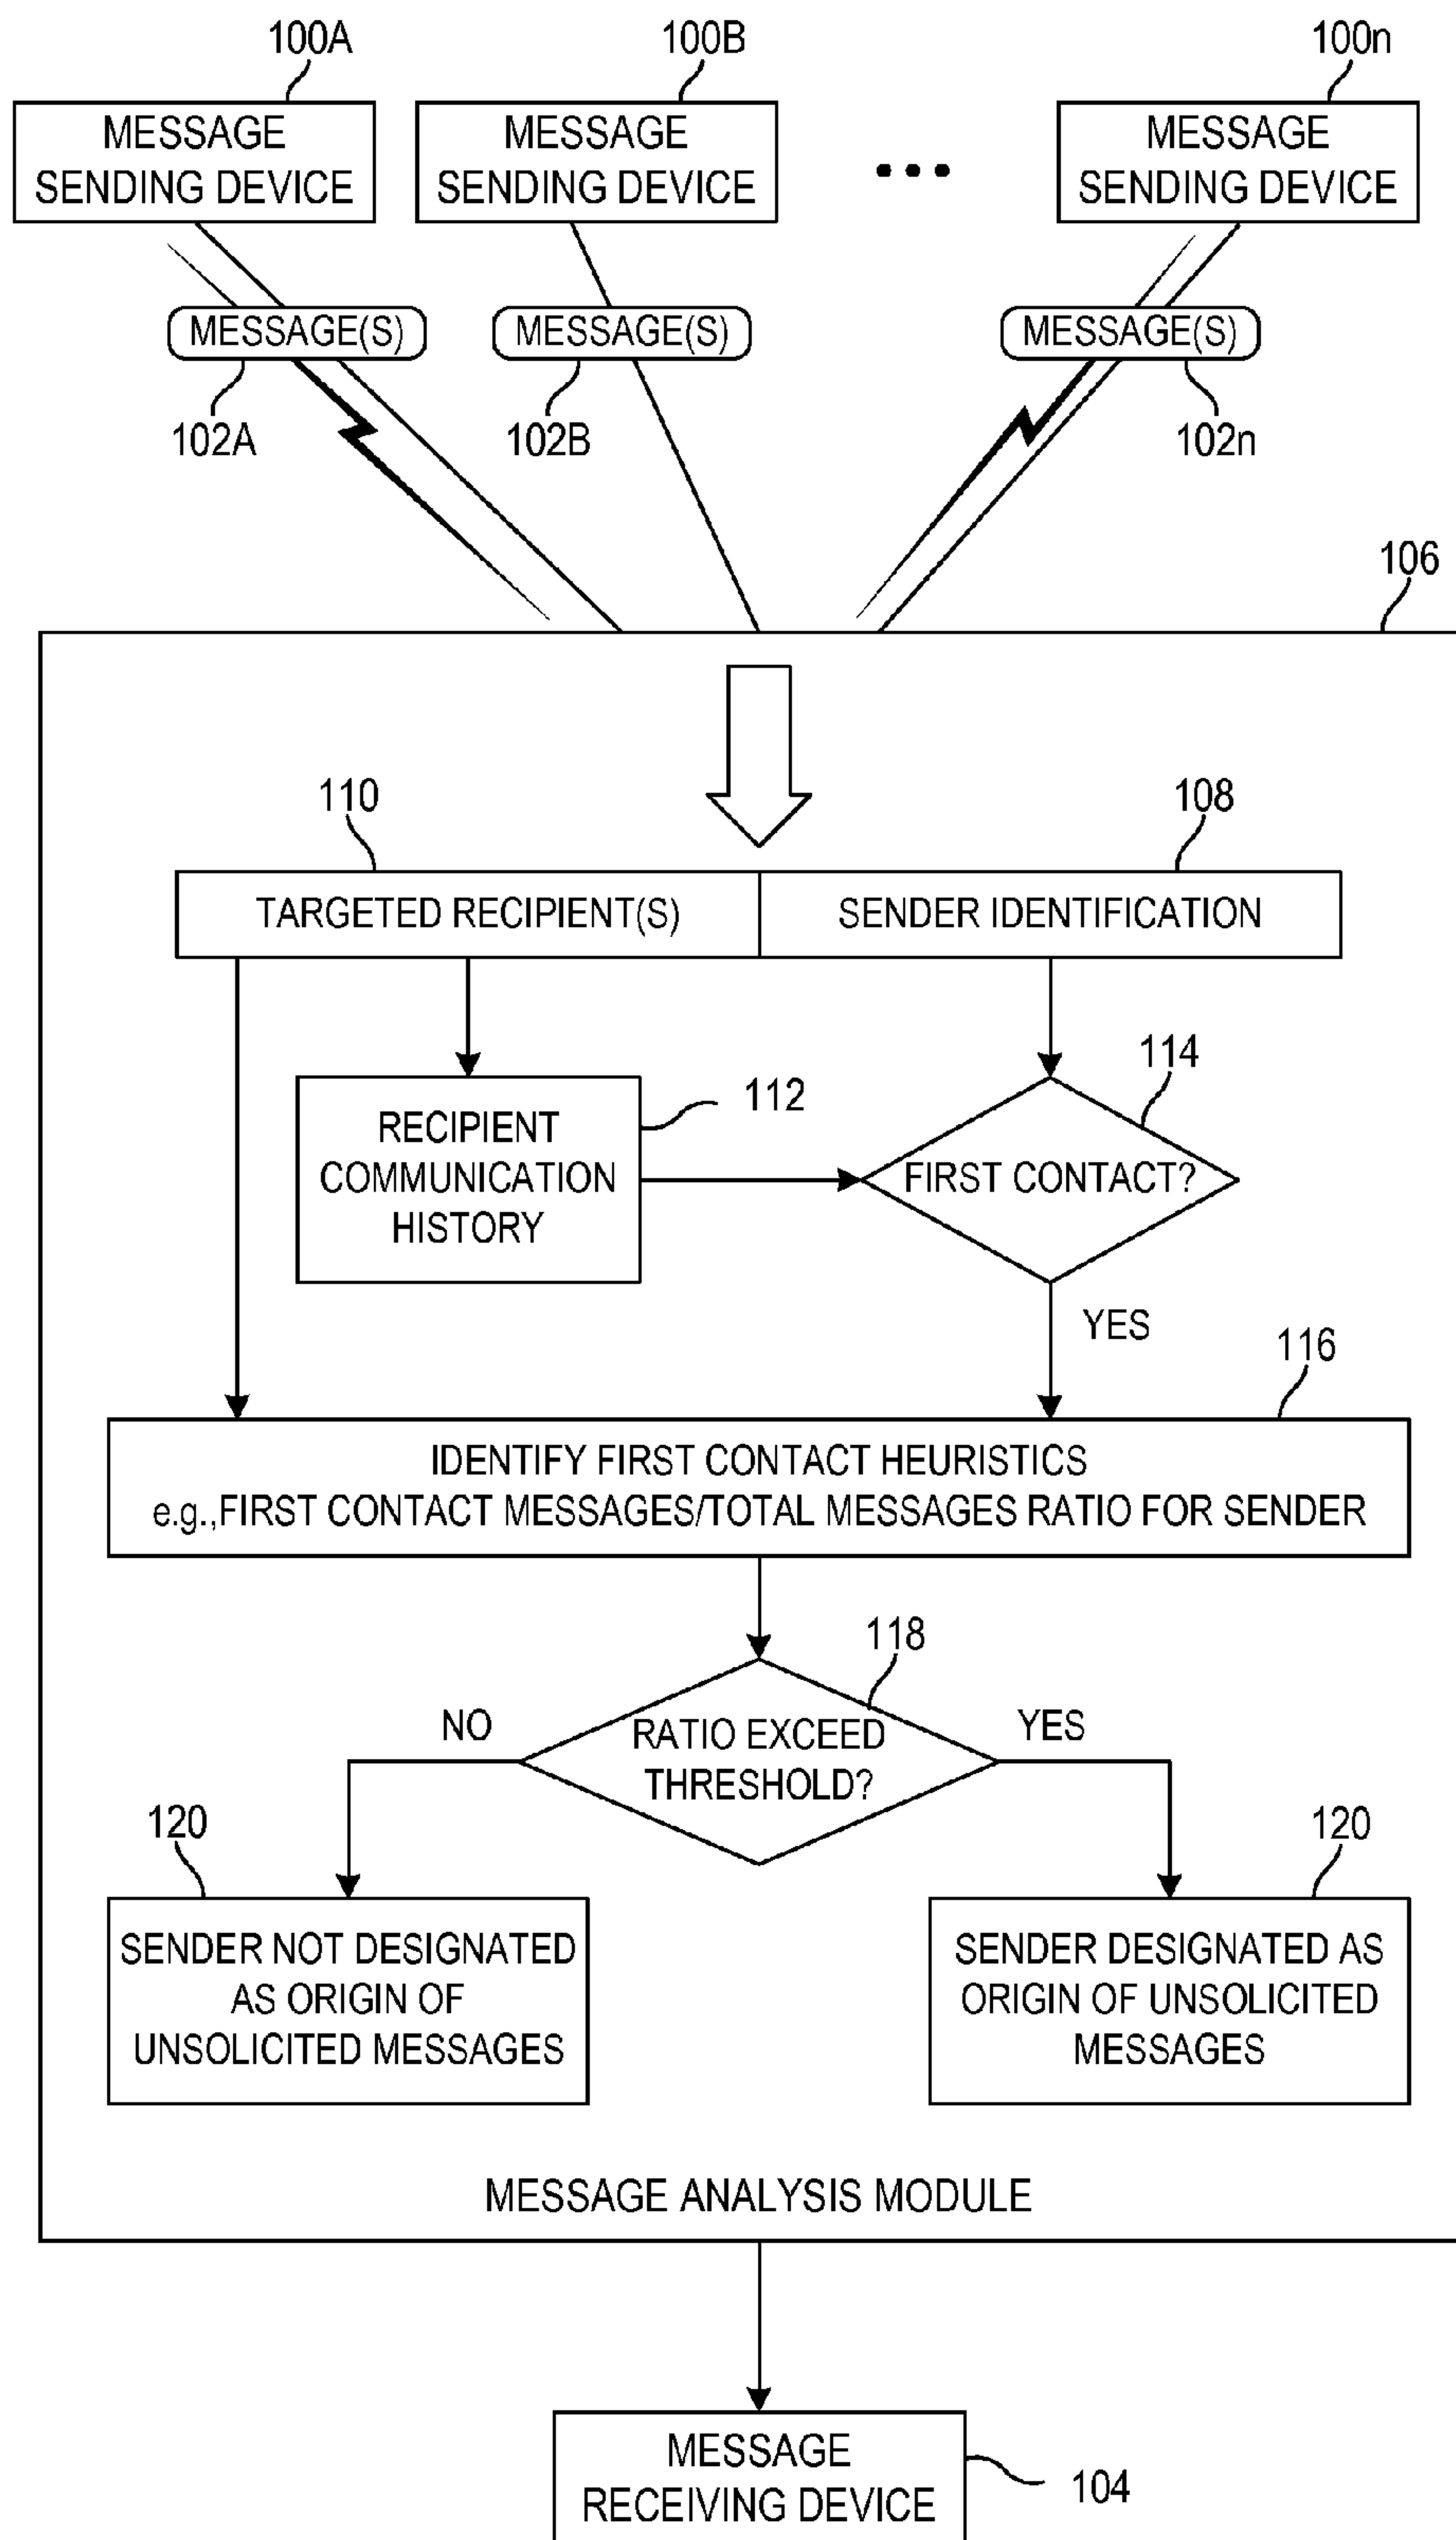 100A
100B
100n
MESSAGE
SENDING DEVICE
MESSAGE
SENDING DEVICE
MESSAGE
SENDING DEVICE
MESSAGE(S)
MESSAGE(S)
MESSAGE(S)
102A
102B
102n
106
110
108
TARGETED RECIPIENT(S)
SENDER IDENTIFICATION
114
112
RECIPIENT
COMMUNICATION
HISTORY
FIRST CONTACT?
YES
116
IDENTIFY FIRST CONTACT HEURISTICS
e.g.,FIRST CONTACT MESSAGES/TOTAL MESSAGES RATIO FOR SENDER
118
NO
RATIO EXCEED
THRESHOLD?
YES
120
120
SENDER NOT DESIGNATED
AS ORIGIN OF
UNSOLICITED MESSAGES
SENDER DESIGNATED AS
ORIGIN OF UNSOLICITED
MESSAGES
MESSAGE ANALYSIS MODULE
MESSAGE
RECEIVING DEVICE
104